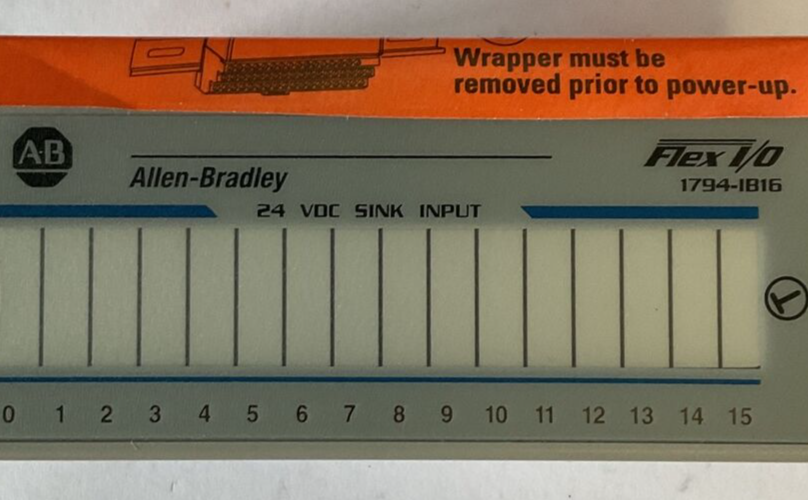 Wrapper must be
removed prior to power-up.
AB
Allen-Bradley
Flex I/O
1794-IB16
24 VDC SINK INPUT
0 1 2 3 4 5 6 7 8 9 10 11 12 13 14 15